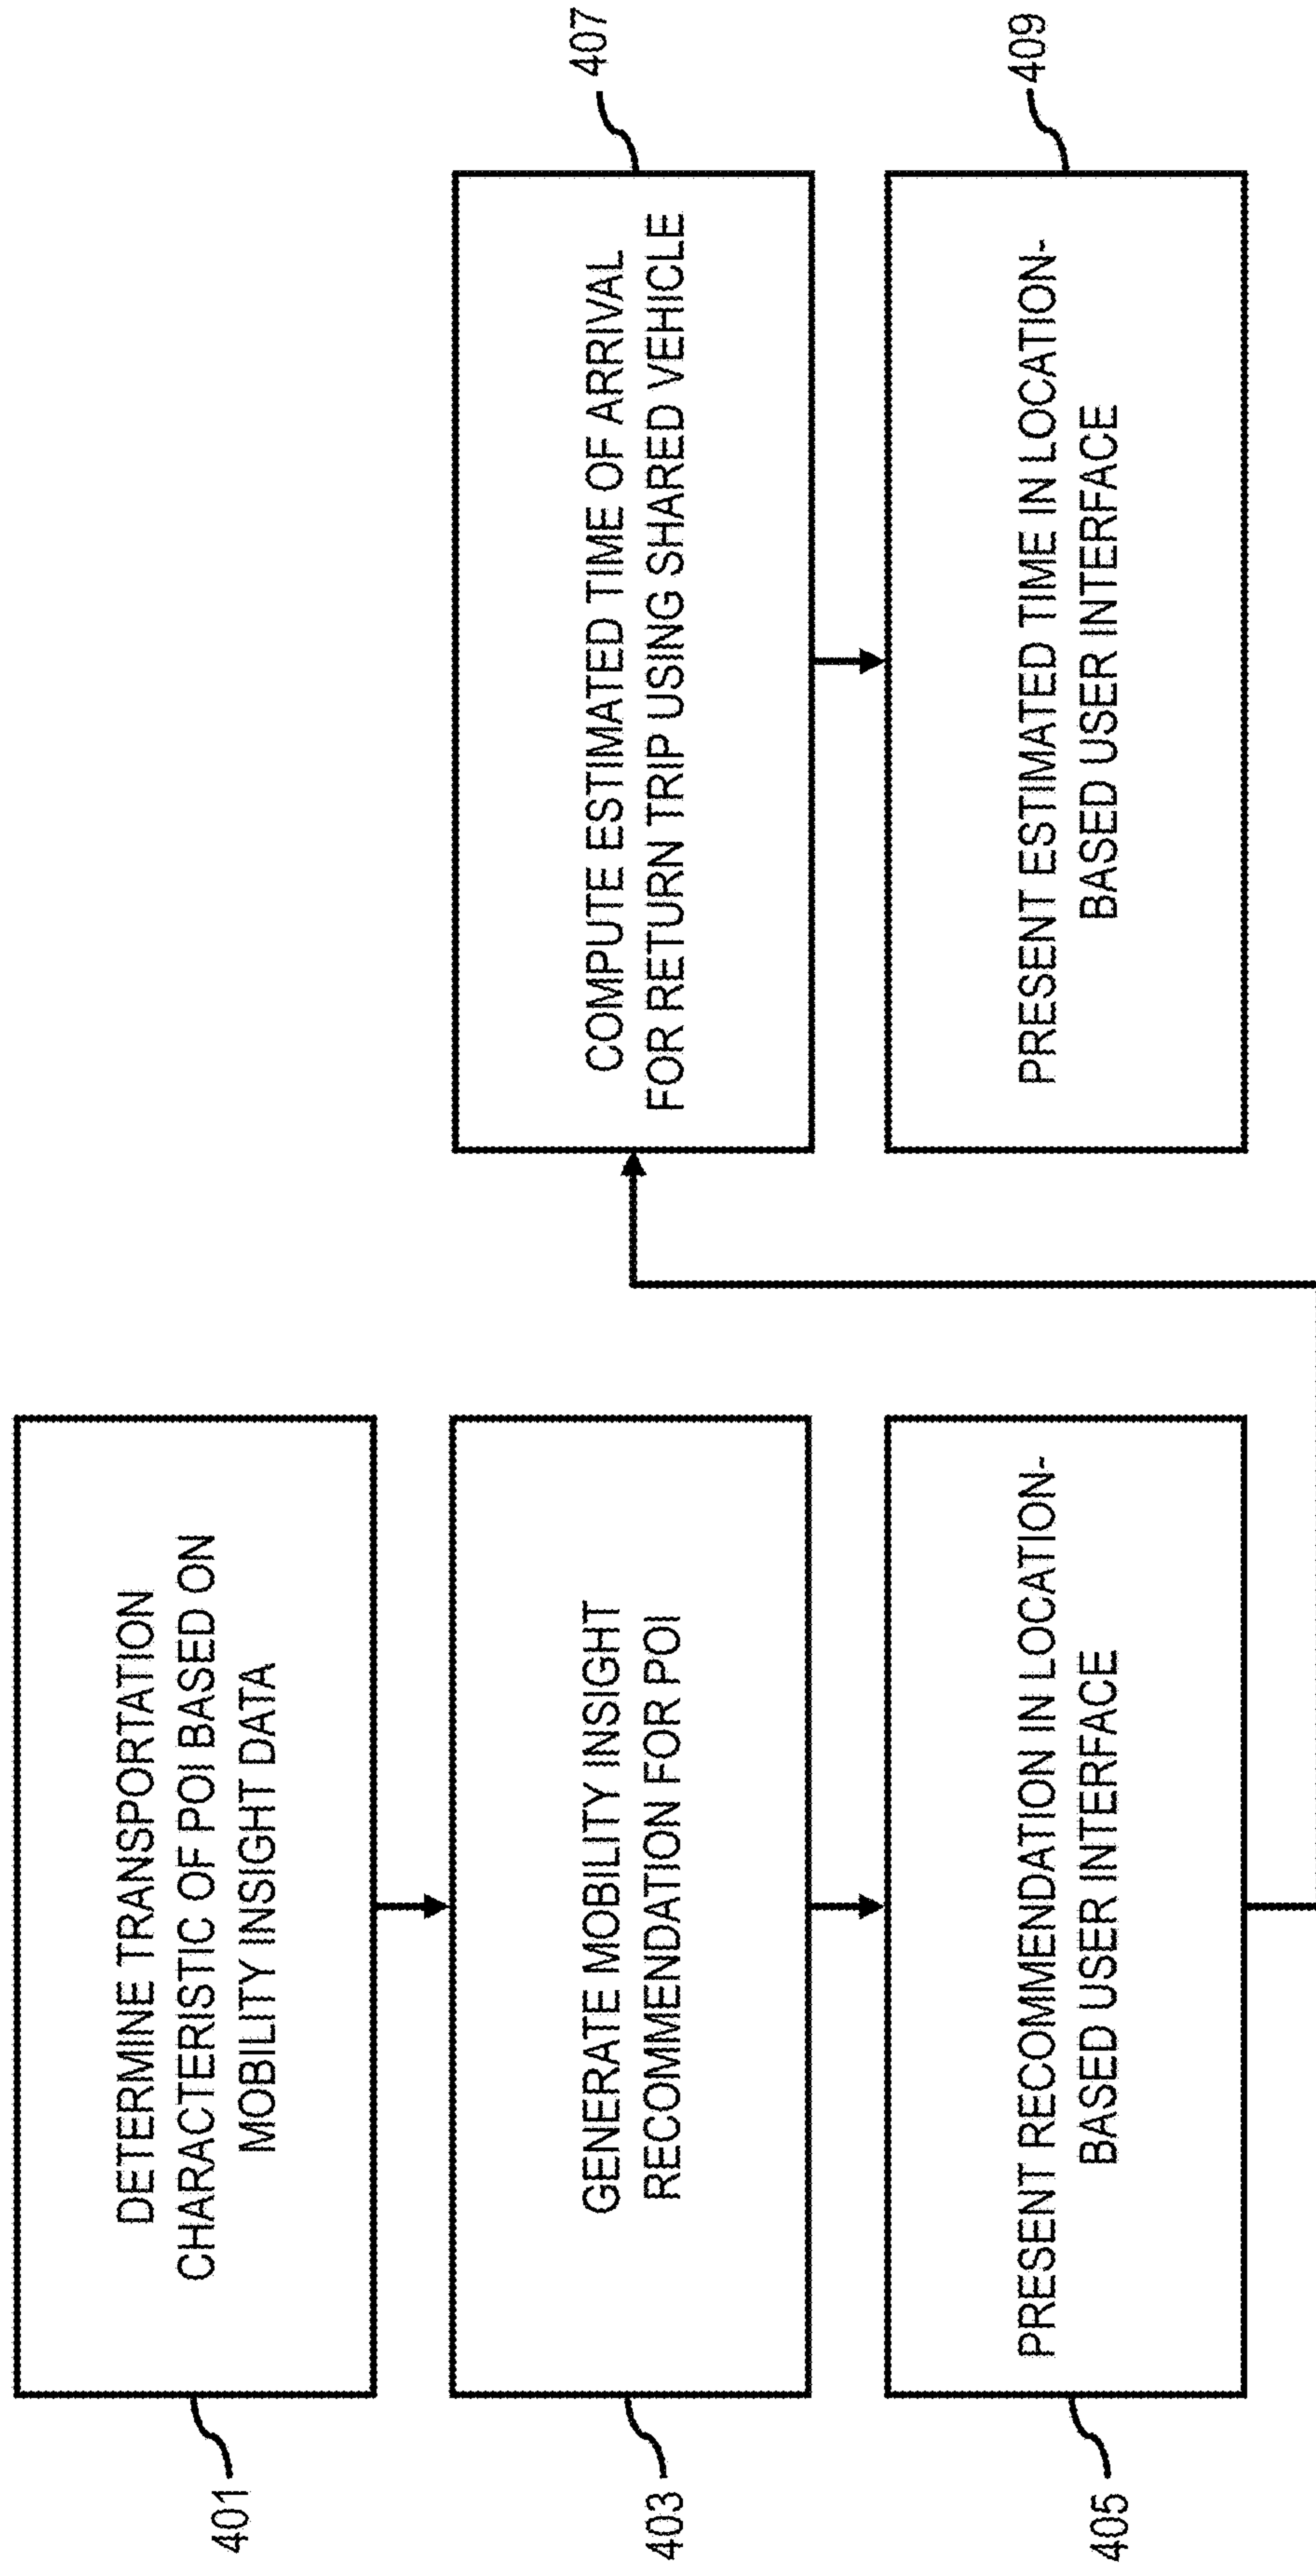 401
DETERMINE TRANSPORTATION
CHARACTERISTIC OF POI BASED ON
MOBILITY INSIGHT DATA
403
GENERATE MOBILITY INSIGHT
RECOMMENDATION FOR POI
405
PRESENT RECOMMENDATION IN LOCATION-
BASED USER INTERFACE
407
COMPUTE ESTIMATED TIME OF ARRIVAL
FOR RETURN TRIP USING SHARED VEHICLE
409
PRESENT ESTIMATED TIME IN LOCATION-
BASED USER INTERFACE